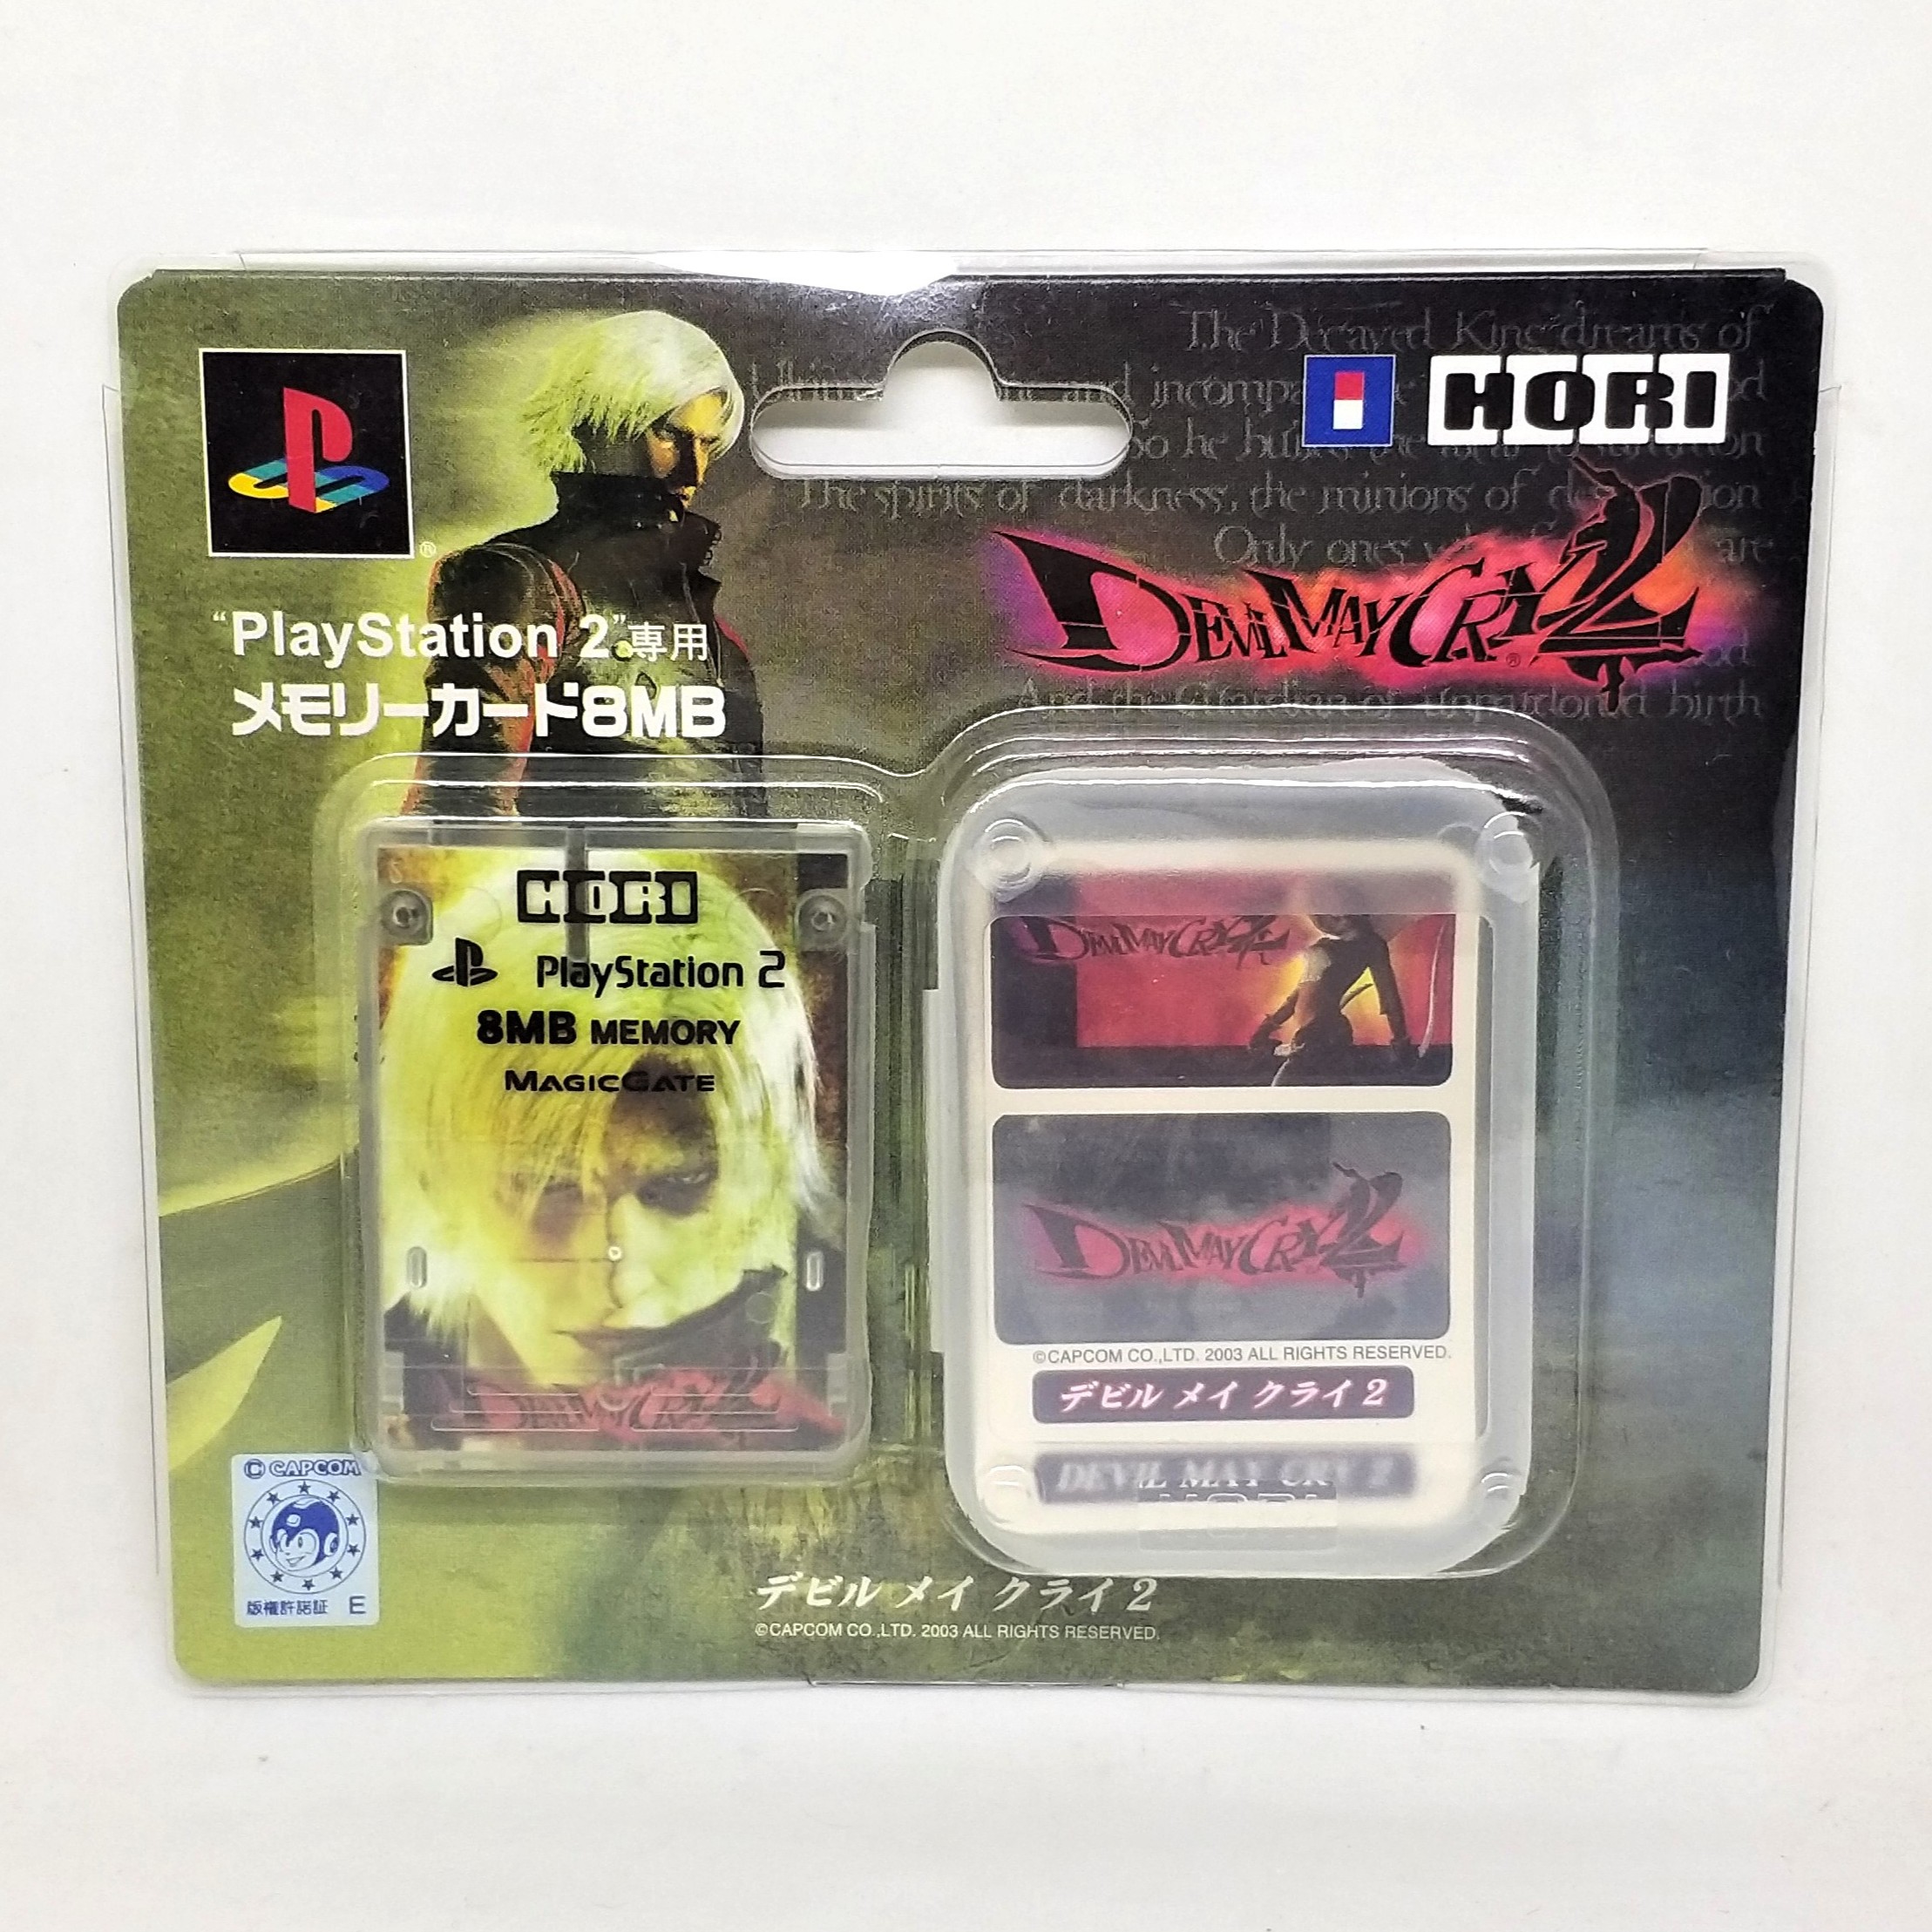 The Decayed King dreams of
and
So he
The spirits of darkness, the minions of
Only ones
And the Guardian of unpardoned birth
HORI
DEVIL MAY CRY 2
®
®
"PlayStation 2"専用
メモリーカード8MB
HORI
PlayStation 2
8MB MEMORY
MAGICGATE
DEVIL MAY CRY 2
DEVIL MAY CRY 2
DEVIL MAY CRY 2
©CAPCOM CO.,LTD. 2003 ALL RIGHTS RESERVED.
デビル メイ クライ 2
DEVIL MAY CRY 2
© CAPCOM
版権許諾証 E
デビル メイ クライ 2
©CAPCOM CO.,LTD. 2003 ALL RIGHTS RESERVED.